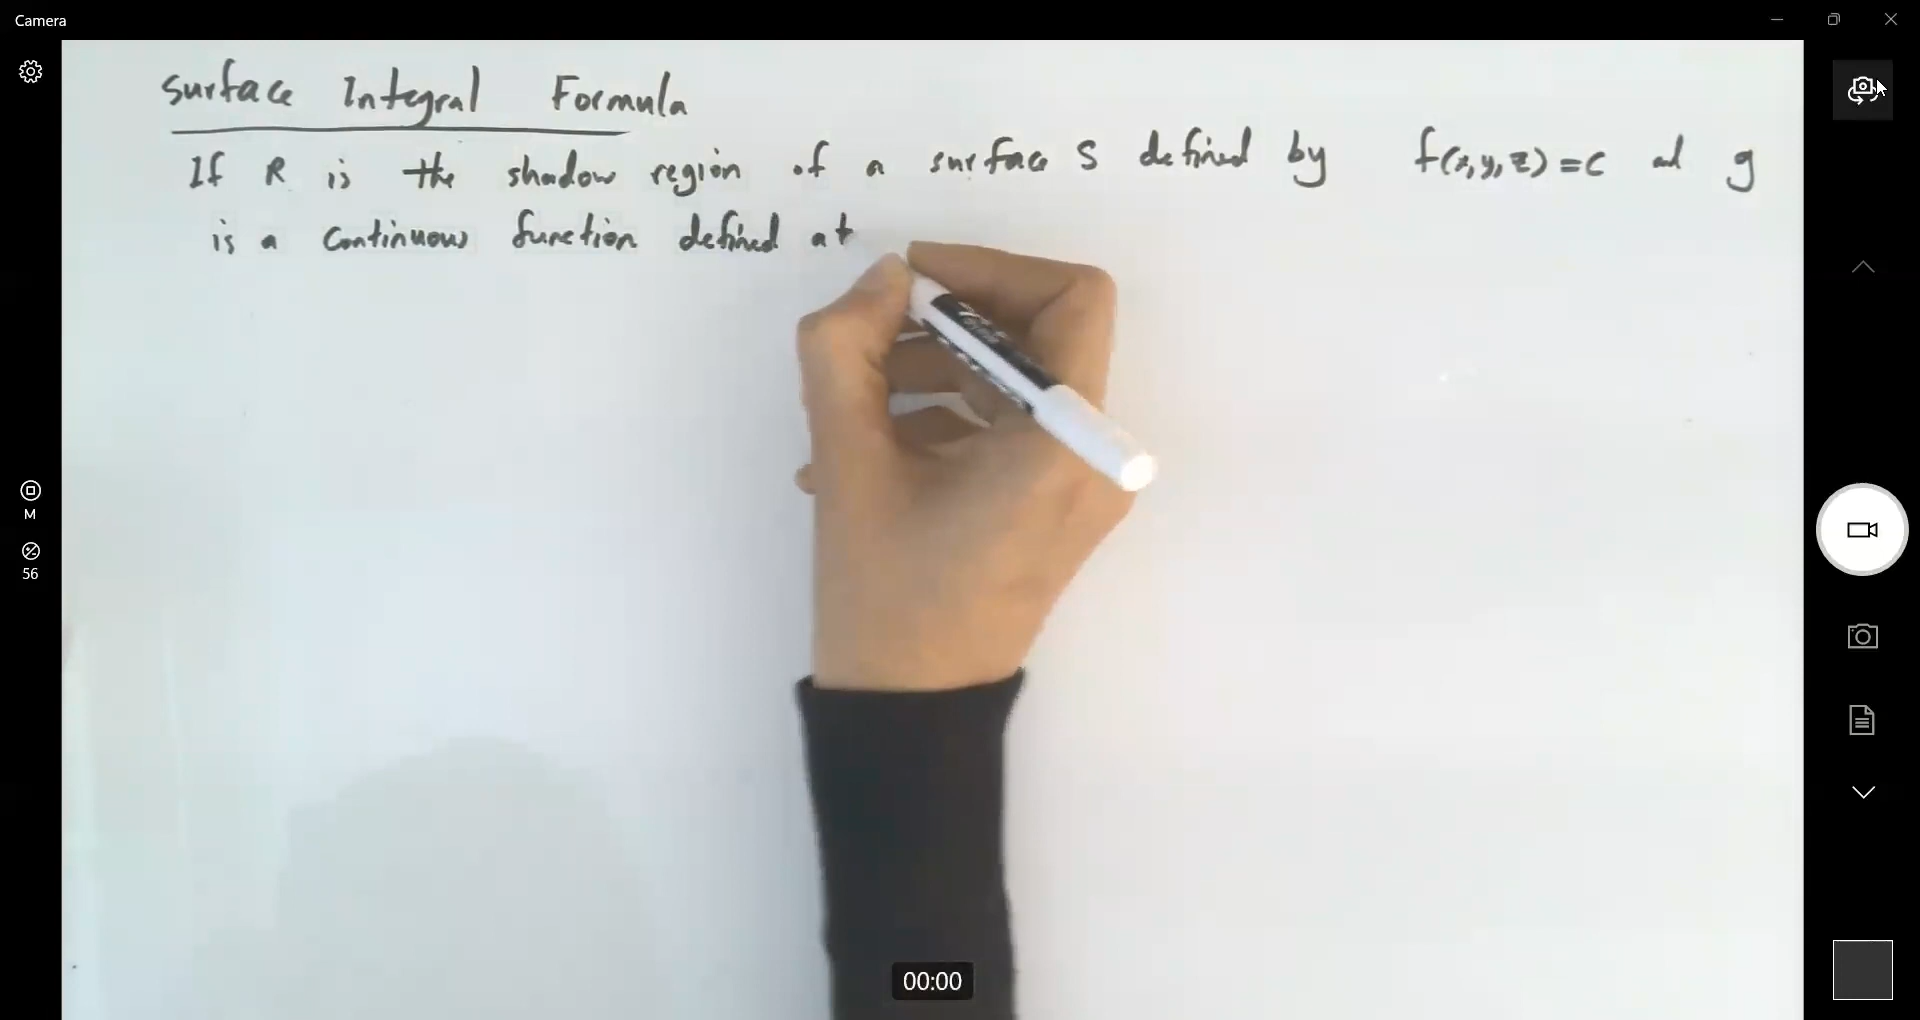 Camera
Surface Integral Formula
If R is the shadow region of a surface S defined by f(x,y,z)=c and g
is a continuous function defined at
M
56
00:00